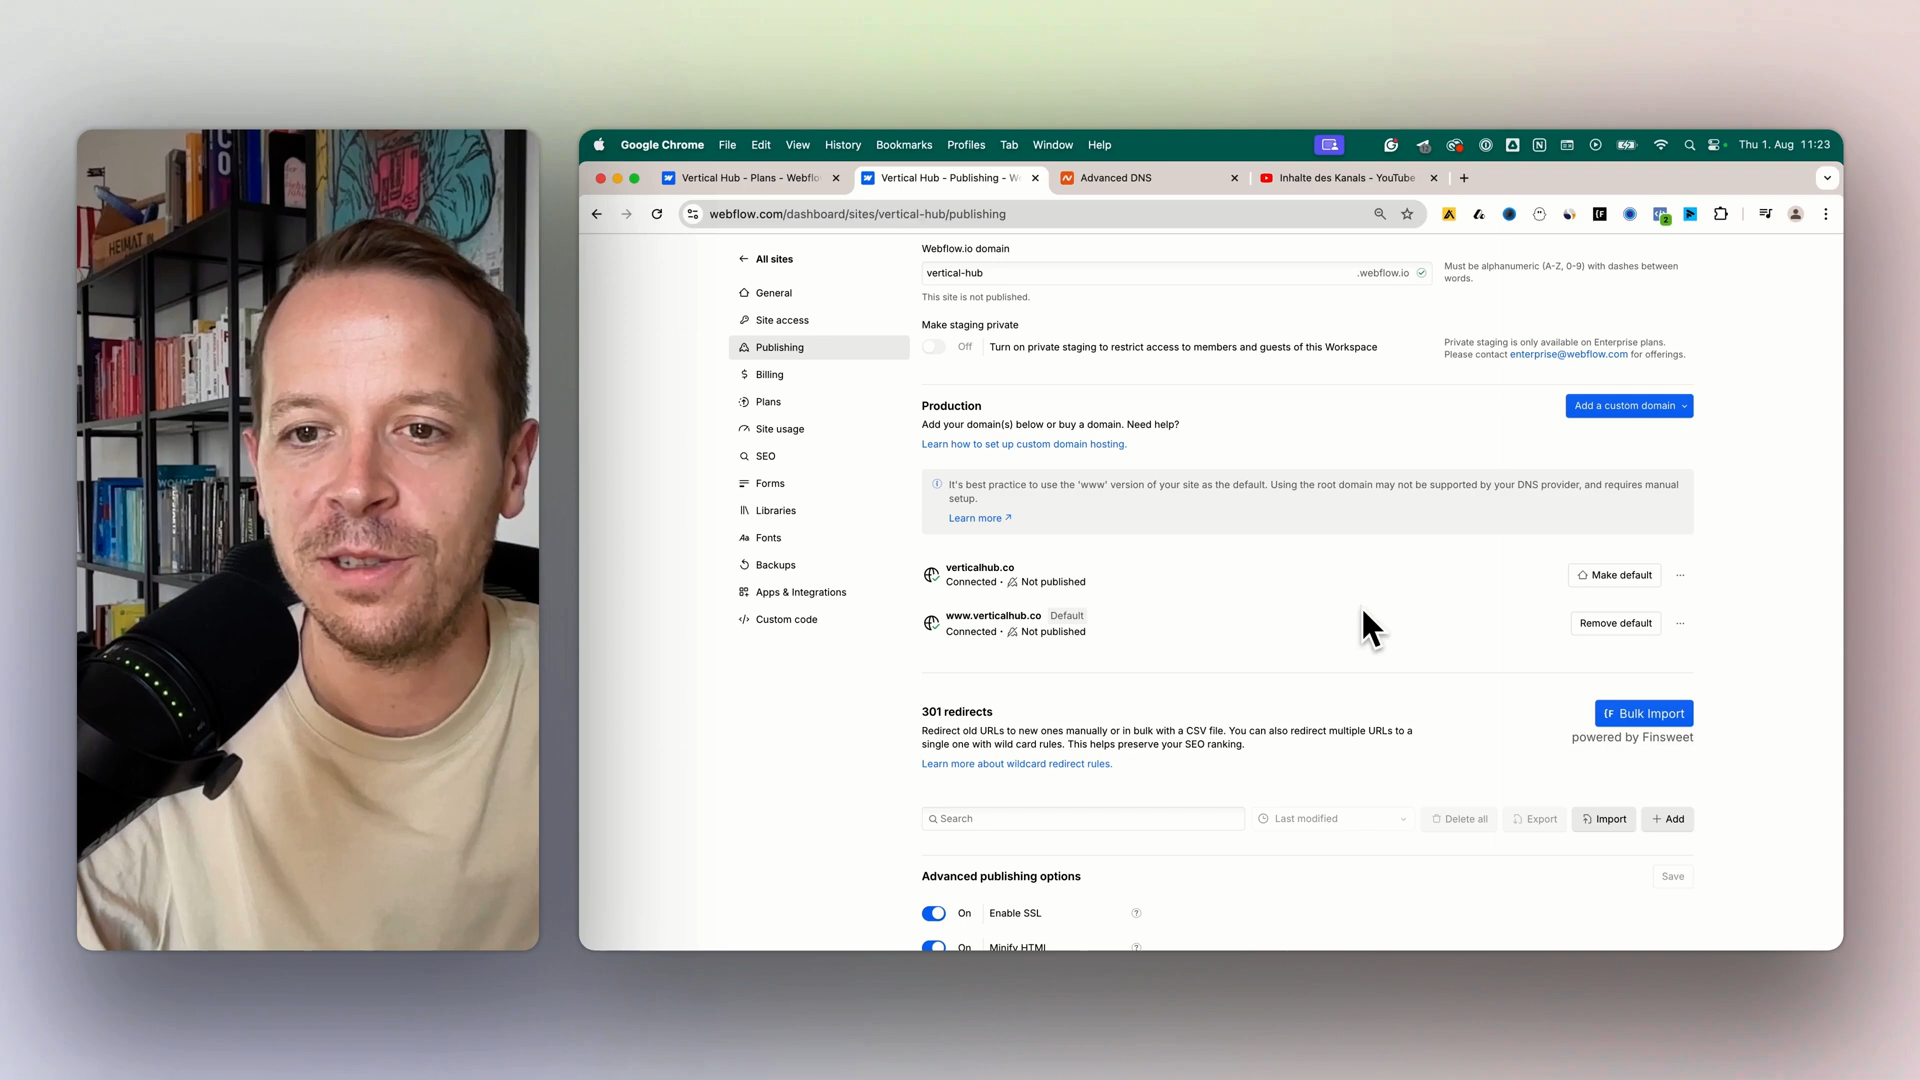 HEIMAT
CO
Google Chrome File Edit View History Bookmarks Profiles Tab Window Help
Thu 1. Aug 11:23
Vertical Hub - Plans - Webflo
Vertical Hub - Publishing - W
Advanced DNS
Inhalte des Kanals - YouTube
webflow.com/dashboard/sites/vertical-hub/publishing
2
All sites
General
Site access
Publishing
Billing
Plans
Site usage
SEO
Forms
Libraries
Fonts
Backups
Apps & Integrations
Custom code
Webflow.io domain
vertical-hub .webflow.io
Must be alphanumeric (A-Z, 0-9) with dashes between
words.
This site is not published.
Make staging private
Off Turn on private staging to restrict access to members and guests of this Workspace
Private staging is only available on Enterprise plans.
Please contact enterprise@webflow.com for offerings.
Production
Add a custom domain
Add your domain(s) below or buy a domain. Need help?
Learn how to set up custom domain hosting.
It's best practice to use the 'www' version of your site as the default. Using the root domain may not be supported by your DNS provider, and requires manual
setup.
Learn more
verticalhub.co
Connected • Not published
Make default
www.verticalhub.co Default
Connected • Not published
Remove default
301 redirects
Redirect old URLs to new ones manually or in bulk with a CSV file. You can also redirect multiple URLs to a
single one with wild card rules. This helps preserve your SEO ranking.
Learn more about wildcard redirect rules.
Bulk Import
powered by Finsweet
Search
Last modified
Delete all
Export
Import
Add
Advanced publishing options
Save
On Enable SSL
On Minify HTML